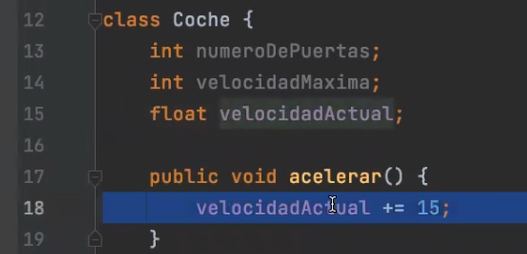 12 class Coche {
13 int numeroDePuertas;
14 int velocidadMaxima;
15 float velocidadActual;
16
17 public void acelerar() {
18 velocidadActual += 15;
19 }